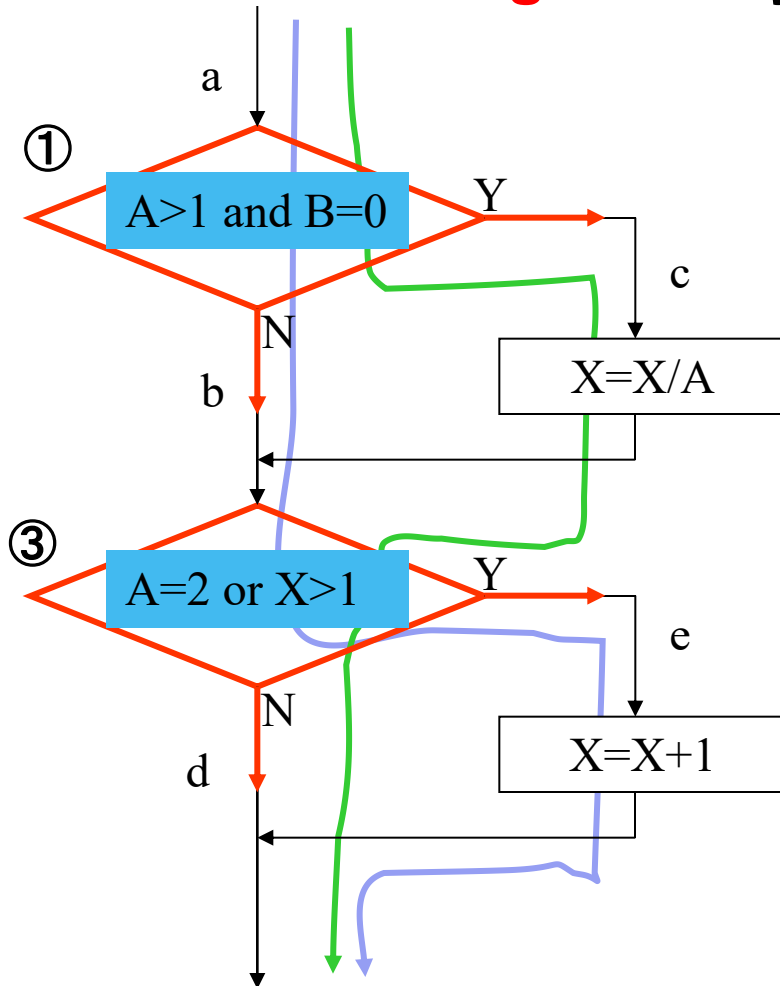 a
①
A>1 and B=0
Y
c
N
b
X=X/A
③
A=2 or X>1
Y
e
N
d
X=X+1